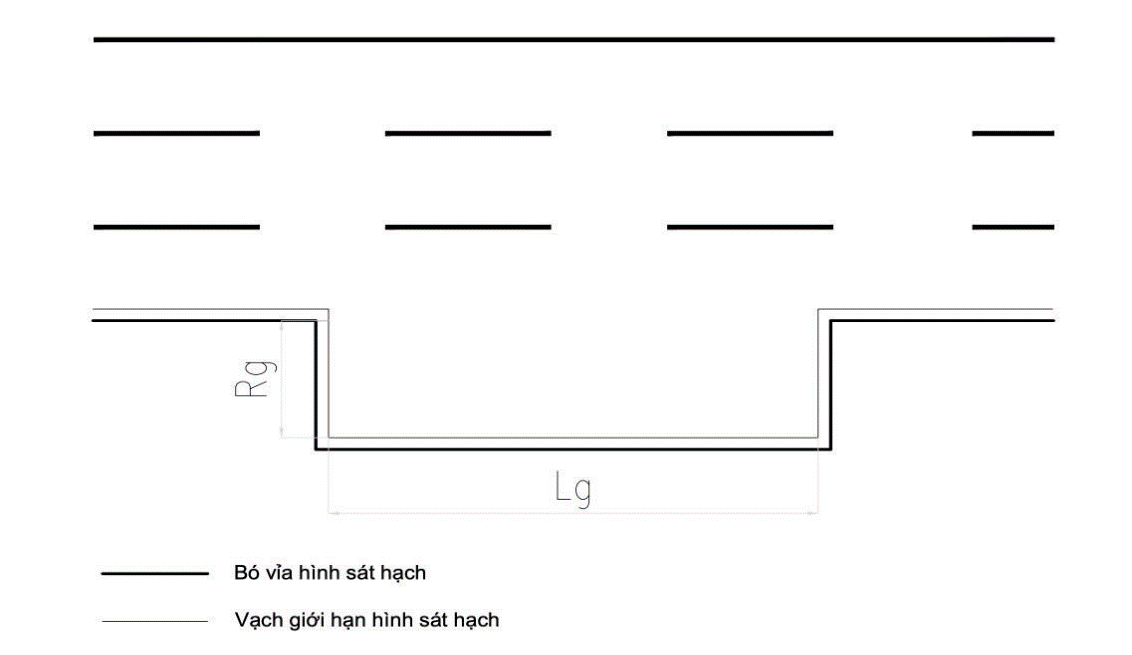 Rg
Lg
Bó vỉa hình sát hạch
Vạch giới hạn hình sát hạch